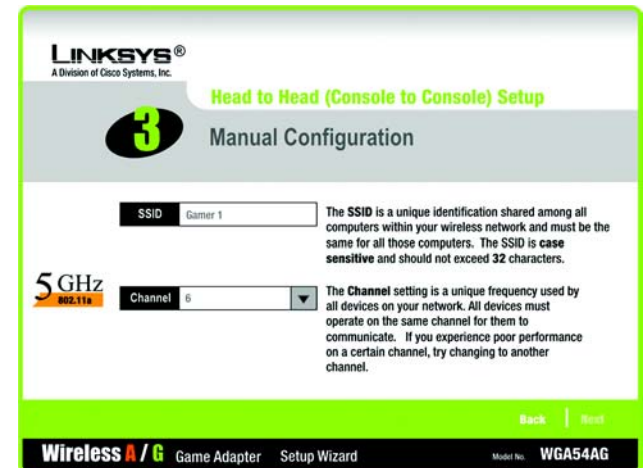 LINKSYS®
A Division of Cisco Systems, Inc.
Head to Head (Console to Console) Setup
3
Manual Configuration
SSID
Gamer 1
The SSID is a unique identification shared among all
computers within your wireless network and must be the
same for all those computers. The SSID is case
sensitive and should not exceed 32 characters.
5 GHz
802.11a
Channel
6
The Channel setting is a unique frequency used by
all devices on your network. All devices must
operate on the same channel for them to
communicate. If you experience poor performance
on a certain channel, try changing to another
channel.
Back | Next
Wireless A / G Game Adapter Setup Wizard
Model No. WGA54AG